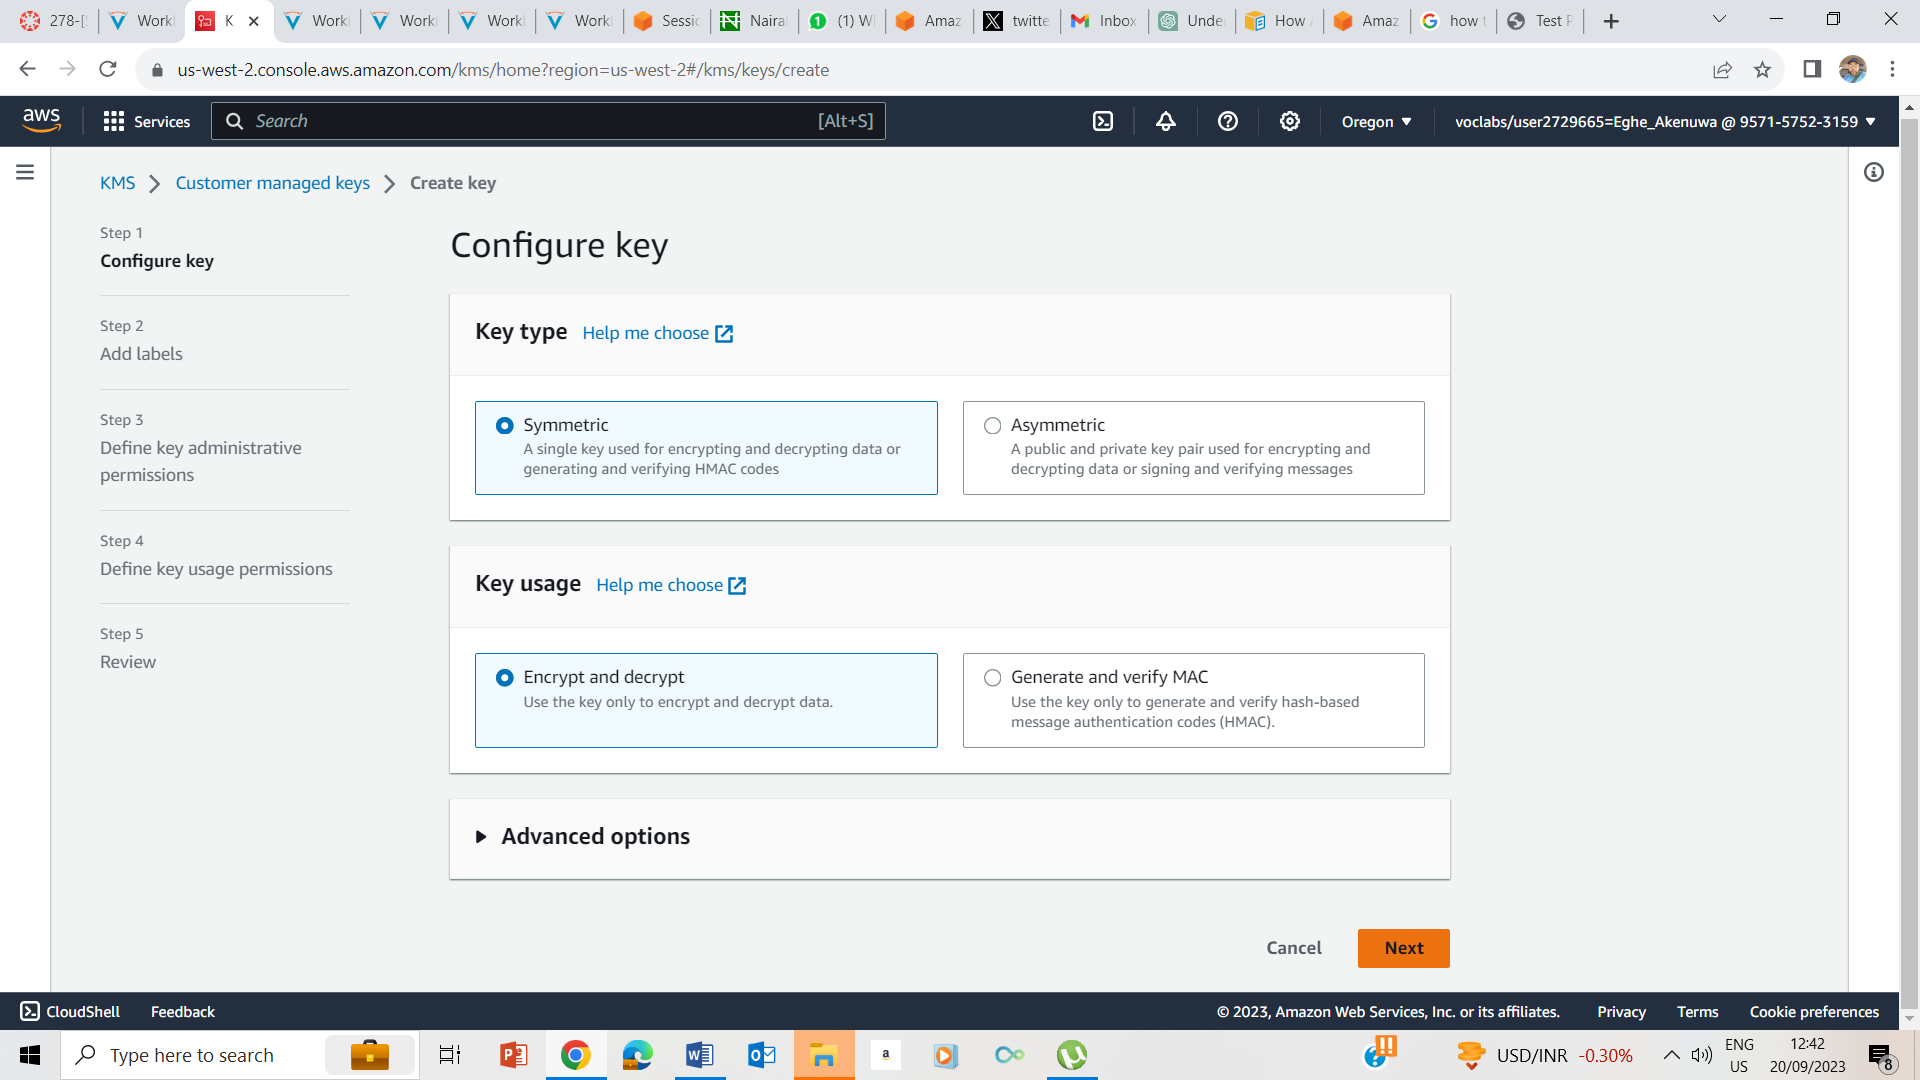 278-[S
Workl
K
Workl
Workl
Workl
Workl
Sessic
Naira
(1) W
Amaz
twitte
Inbox
Unde
How
Amaz
how t
Test P
us-west-2.console.aws.amazon.com/kms/home?region=us-west-2#/kms/keys/create
aws
Services
Search
[Alt+S]
Oregon
voclabs/user2729665=Eghe_Akenuwa @ 9571-5752-3159
KMS
Customer managed keys
Create key
Step 1
Configure key
Step 2
Add labels
Step 3
Define key administrative
permissions
Step 4
Define key usage permissions
Step 5
Review
Configure key
Key type
Help me choose
Symmetric
A single key used for encrypting and decrypting data or
generating and verifying HMAC codes
Asymmetric
A public and private key pair used for encrypting and
decrypting data or signing and verifying messages
Key usage
Help me choose
Encrypt and decrypt
Use the key only to encrypt and decrypt data.
Generate and verify MAC
Use the key only to generate and verify hash-based
message authentication codes (HMAC).
Advanced options
Cancel
Next
CloudShell
Feedback
© 2023, Amazon Web Services, Inc. or its affiliates.
Privacy
Terms
Cookie preferences
Type here to search
USD/INR -0.30%
ENG
US
12:42
20/09/2023
8